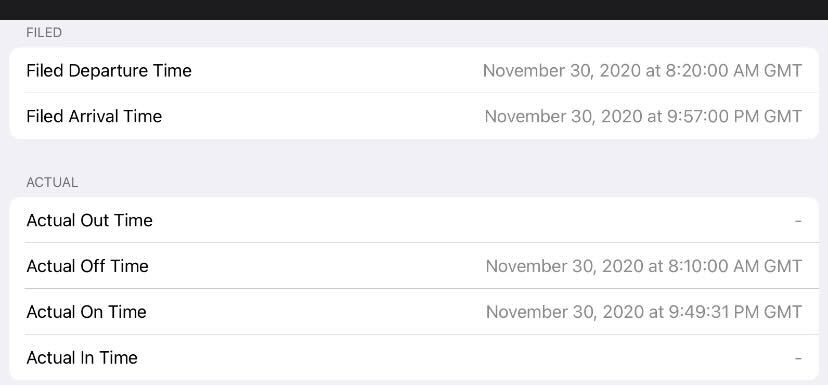 FILED
Filed Departure Time November 30, 2020 at 8:20:00 AM GMT
Filed Arrival Time November 30, 2020 at 9:57:00 PM GMT
ACTUAL
Actual Out Time -
Actual Off Time November 30, 2020 at 8:10:00 AM GMT
Actual On Time November 30, 2020 at 9:49:31 PM GMT
Actual In Time -